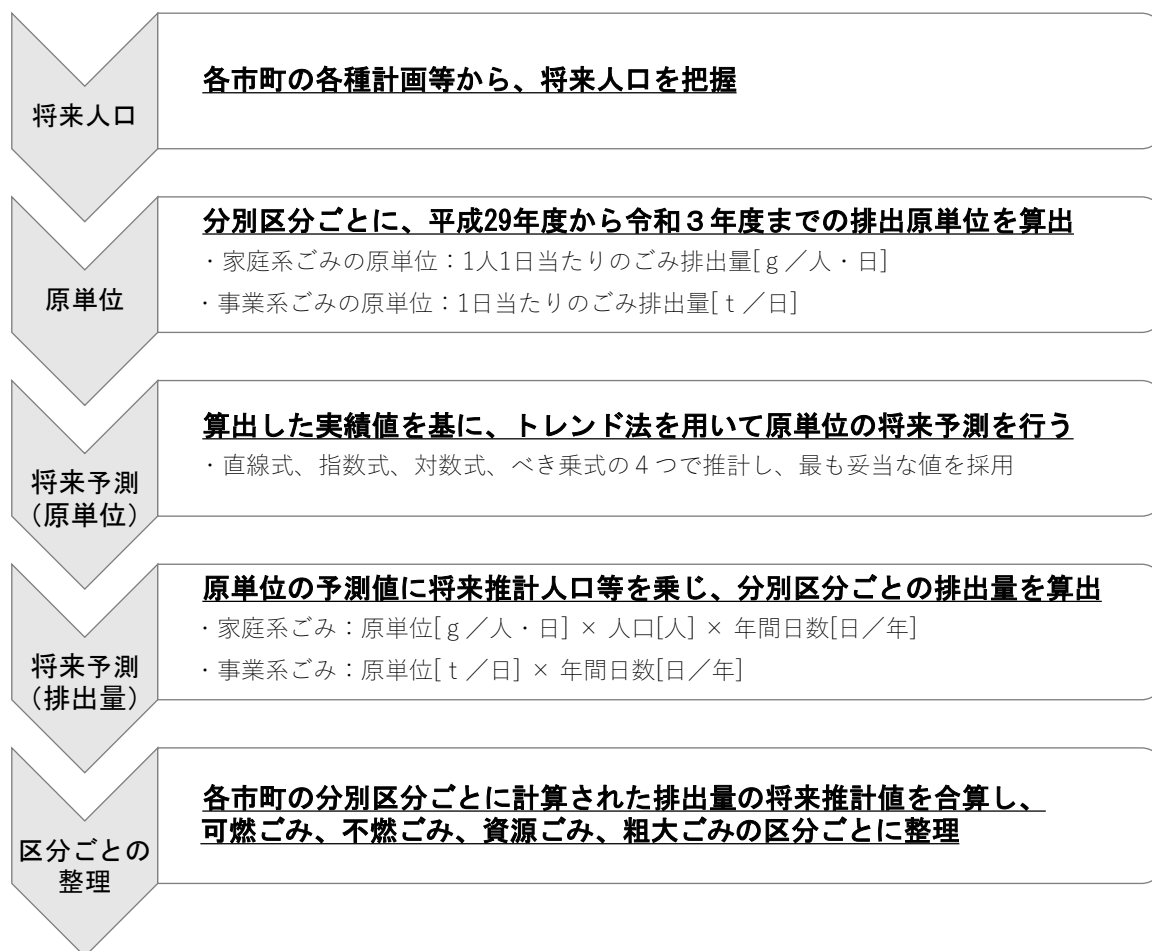 将来人口
各市町の各種計画等から、将来人口を把握
原単位
分別区分ごとに、平成29年度から令和３年度までの排出原単位を算出
・家庭系ごみの原単位：1人1日当たりのごみ排出量[ｇ／人・日]
・事業系ごみの原単位：1日当たりのごみ排出量[ｔ／日]
将来予測
（原単位）
算出した実績値を基に、トレンド法を用いて原単位の将来予測を行う
・直線式、指数式、対数式、べき乗式の４つで推計し、最も妥当な値を採用
将来予測
（排出量）
原単位の予測値に将来推計人口等を乗じ、分別区分ごとの排出量を算出
・家庭系ごみ：原単位[ｇ／人・日] × 人口[人] × 年間日数[日／年]
・事業系ごみ：原単位[ｔ／日] × 年間日数[日／年]
区分ごとの
整理
各市町の分別区分ごとに計算された排出量の将来推計値を合算し、
可燃ごみ、不燃ごみ、資源ごみ、粗大ごみの区分ごとに整理